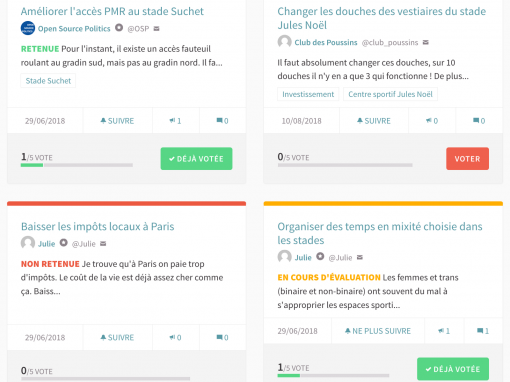 Améliorer l'accès PMR au stade Suchet
Open Source Politics @OSP
RETENUE Pour l'instant, il existe un accès fauteuil
roulant au gradin sud, mais pas au gradin nord. Il fa...
Stade Suchet
29/06/2018 SUIVRE 1 0
1/5 VOTE DÉJÀ VOTÉE
Changer les douches des vestiaires du stade
Jules Noël
Club des Poussins @club_poussins
Il faut absolument changer ces douches, sur 10
douches il n'y en a que 3 qui fonctionne ! De plus...
Investissement Centre sportif Jules Noël
10/08/2018 SUIVRE 0 0
0/5 VOTE VOTER
Baisser les impôts locaux à Paris
Julie @Julie
NON RETENUE Je trouve qu'à Paris on paie trop
d'impôts. Le coût de la vie est déjà assez cher comme
ça. Baiss...
29/06/2018 SUIVRE 0 0
0/5 VOTE
Organiser des temps en mixité choisie dans
les stades
Julie @Julie
EN COURS D'ÉVALUATION Les femmes et trans
(binaire et non-binaire) ont souvent du mal à
s'approprier les espaces sporti...
29/06/2018 NE PLUS SUIVRE 1 1
1/5 VOTE DÉJÀ VOTÉE